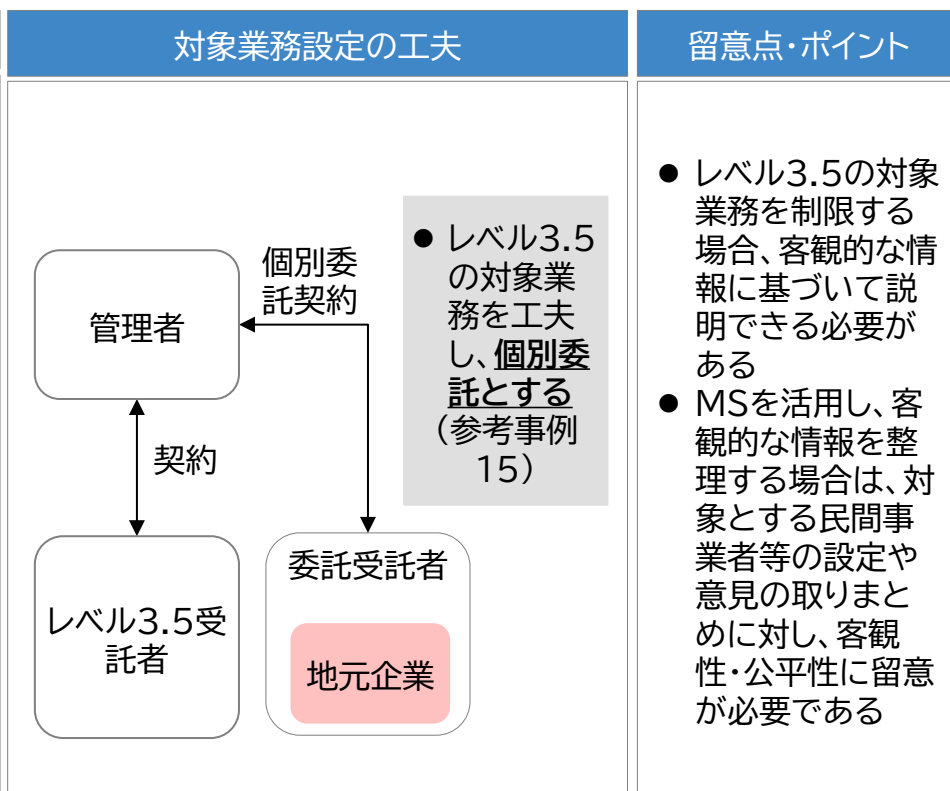 対象業務設定の工夫
管理者
個別委
託契約
契約
レベル3.5受
託者
委託受託者
地元企業
● レベル3.5
の対象業
務を工夫
し、個別委
託とする
(参考事例
15)
留意点・ポイント
● レベル3.5の対象
業務を制限する
場合、客観的な情
報に基づいて説
明できる必要が
ある
● MSを活用し、客
観的な情報を整
理する場合は、対
象とする民間事
業者等の設定や
意見の取りまと
めに対し、客観
性・公平性に留意
が必要である